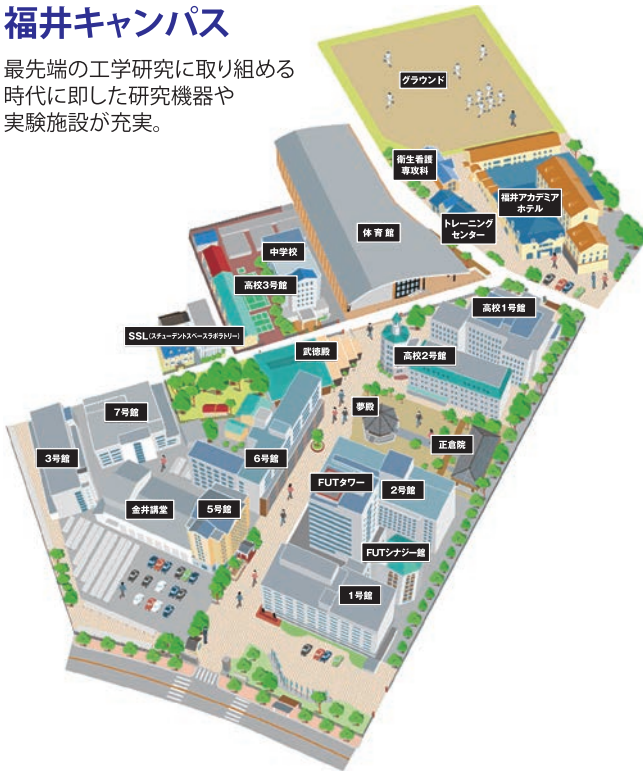 福井キャンパス
最先端の工学研究に取り組める
時代に即した研究機器や
実験施設が充実。
グラウンド
衛生看護
専攻科
福井アカデミア
ホテル
トレーニング
センター
体育館
中学校
高校3号館
高校1号館
SSL(スチューデントスペースラボラトリー)
武徳殿
高校2号館
夢殿
7号館
正倉院
3号館
6号館
FUTタワー
2号館
金井講堂
5号館
FUTシナジー館
1号館